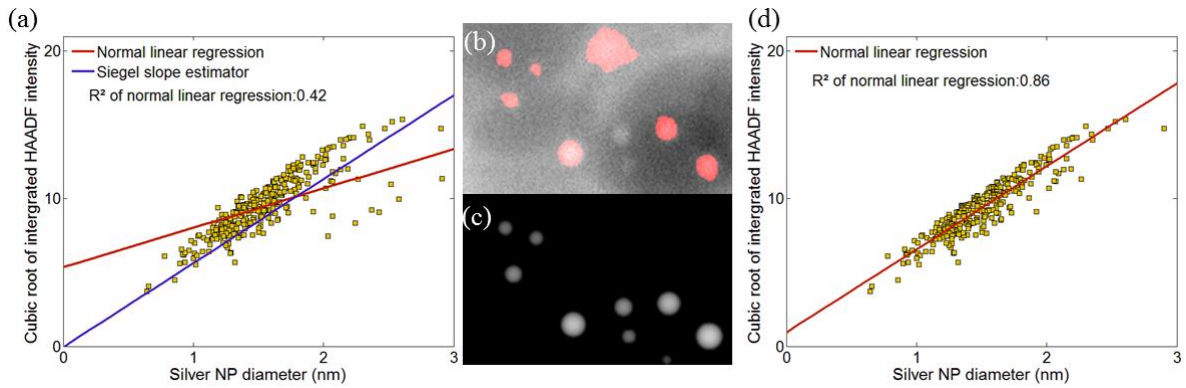 (a)
Cubic root of intergrated HAADF intensity
20
10
0
Normal linear regression
Siegel slope estimator
R² of normal linear regression:0.42
0 1 2 3
Silver NP diameter (nm)
(b)
(c)
(d)
Cubic root of intergrated HAADF intensity
20
10
0
Normal linear regression
R² of normal linear regression:0.86
0 1 2 3
Silver NP diameter (nm)